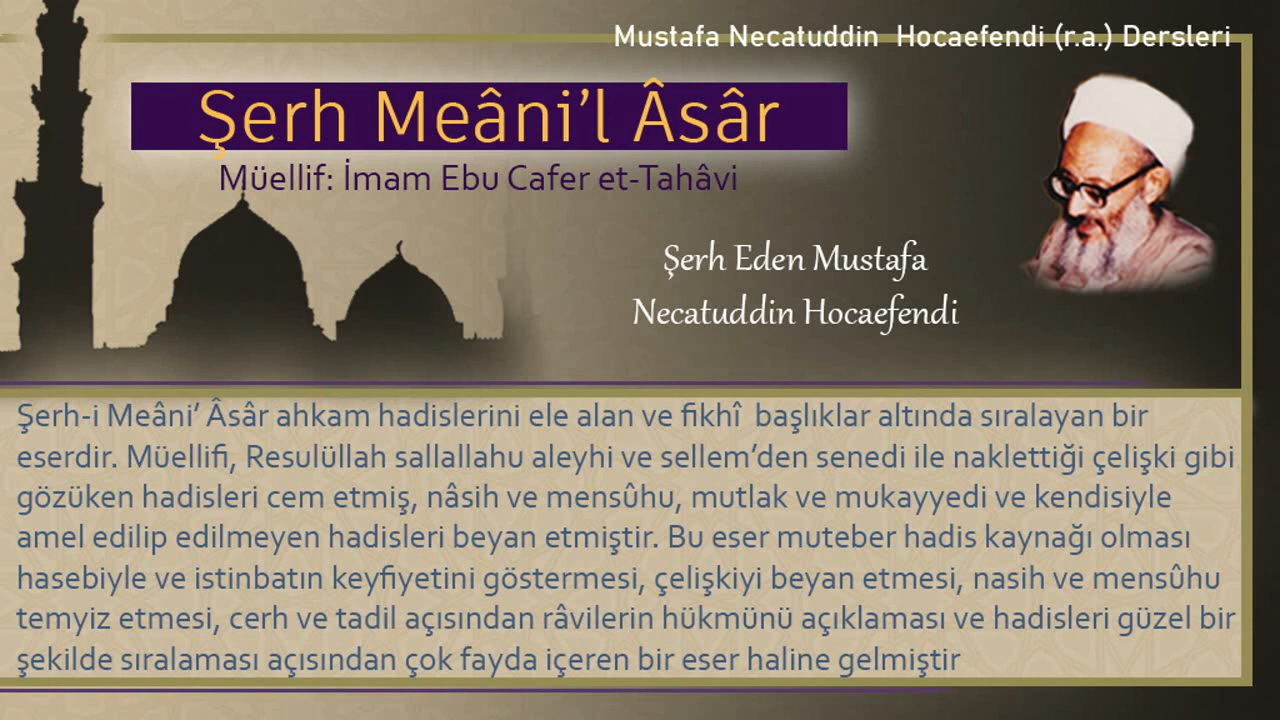 Mustafa Necatuddin Hocaefendi (r.a.) Dersleri
Şerh Meâni’l Âsâr
Müellif: İmam Ebu Cafer et-Tahâvi
Şerh Eden Mustafa
Necatuddin Hocaefendi
Şerh-i Meâni’ Âsâr ahkam hadislerini ele alan ve fikhî başlıklar altında sıralayan bir
eserdir. Müellifi, Resulüllah sallallahu aleyhi ve sellem’den senedi ile naklettiği çelişki gibi
gözüken hadisleri cem etmiş, nâsih ve mensûhu, mutlak ve mukayyedi ve kendisiyle
amel edilip edilmeyen hadisleri beyan etmiştir. Bu eser muteber hadis kaynağı olması
hasebiyle ve istinbatın keyfiyetini göstermesi, çelişkiyi beyan etmesi, nasih ve mensûhu
temyiz etmesi, cerh ve tadil açısından râvilerin hükmünü açıklaması ve hadisleri güzel bir
şekilde sıralaması açısından çok fayda içeren bir eser haline gelmiştir